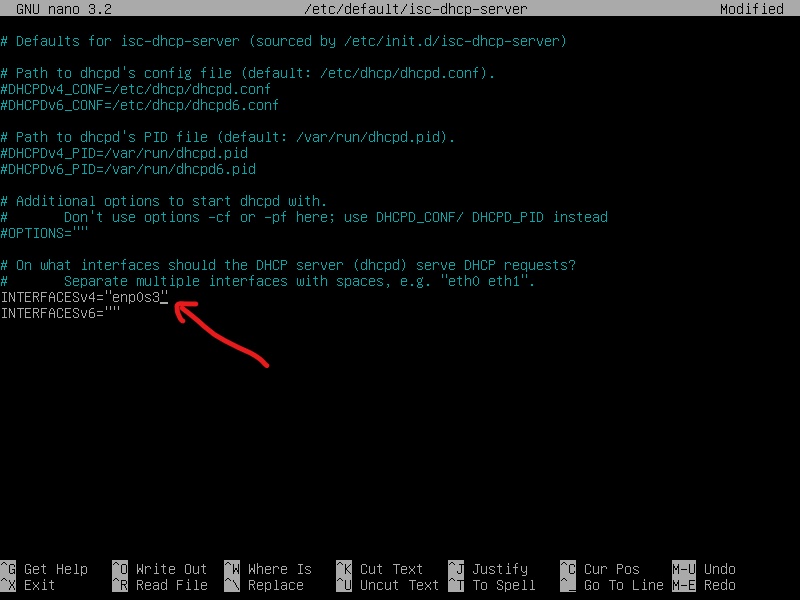 GNU nano 3.2 /etc/default/isc-dhcp-server Modified
# Defaults for isc-dhcp-server (sourced by /etc/init.d/isc-dhcp-server)
# Path to dhcpd's config file (default: /etc/dhcp/dhcpd.conf).
#DHCPDv4_CONF=/etc/dhcp/dhcpd.conf
#DHCPDv6_CONF=/etc/dhcp/dhcpd6.conf
# Path to dhcpd's PID file (default: /var/run/dhcpd.pid).
#DHCPDv4_PID=/var/run/dhcpd.pid
#DHCPDv6_PID=/var/run/dhcpd6.pid
# Additional options to start dhcpd with.
#       Don't use options -cf or -pf here; use DHCPD_CONF/ DHCPD_PID instead
#OPTIONS=""
# On what interfaces should the DHCP server (dhcpd) serve DHCP requests?
#       Separate multiple interfaces with spaces, e.g. "eth0 eth1".
INTERFACESv4="enp0s3"
INTERFACESv6=""
^G Get Help ^O Write Out ^W Where Is ^K Cut Text ^J Justify ^C Cur Pos M-U Undo
^X Exit ^R Read File ^\ Replace ^U Uncut Text ^T To Spell ^_ Go To Line M-E Redo